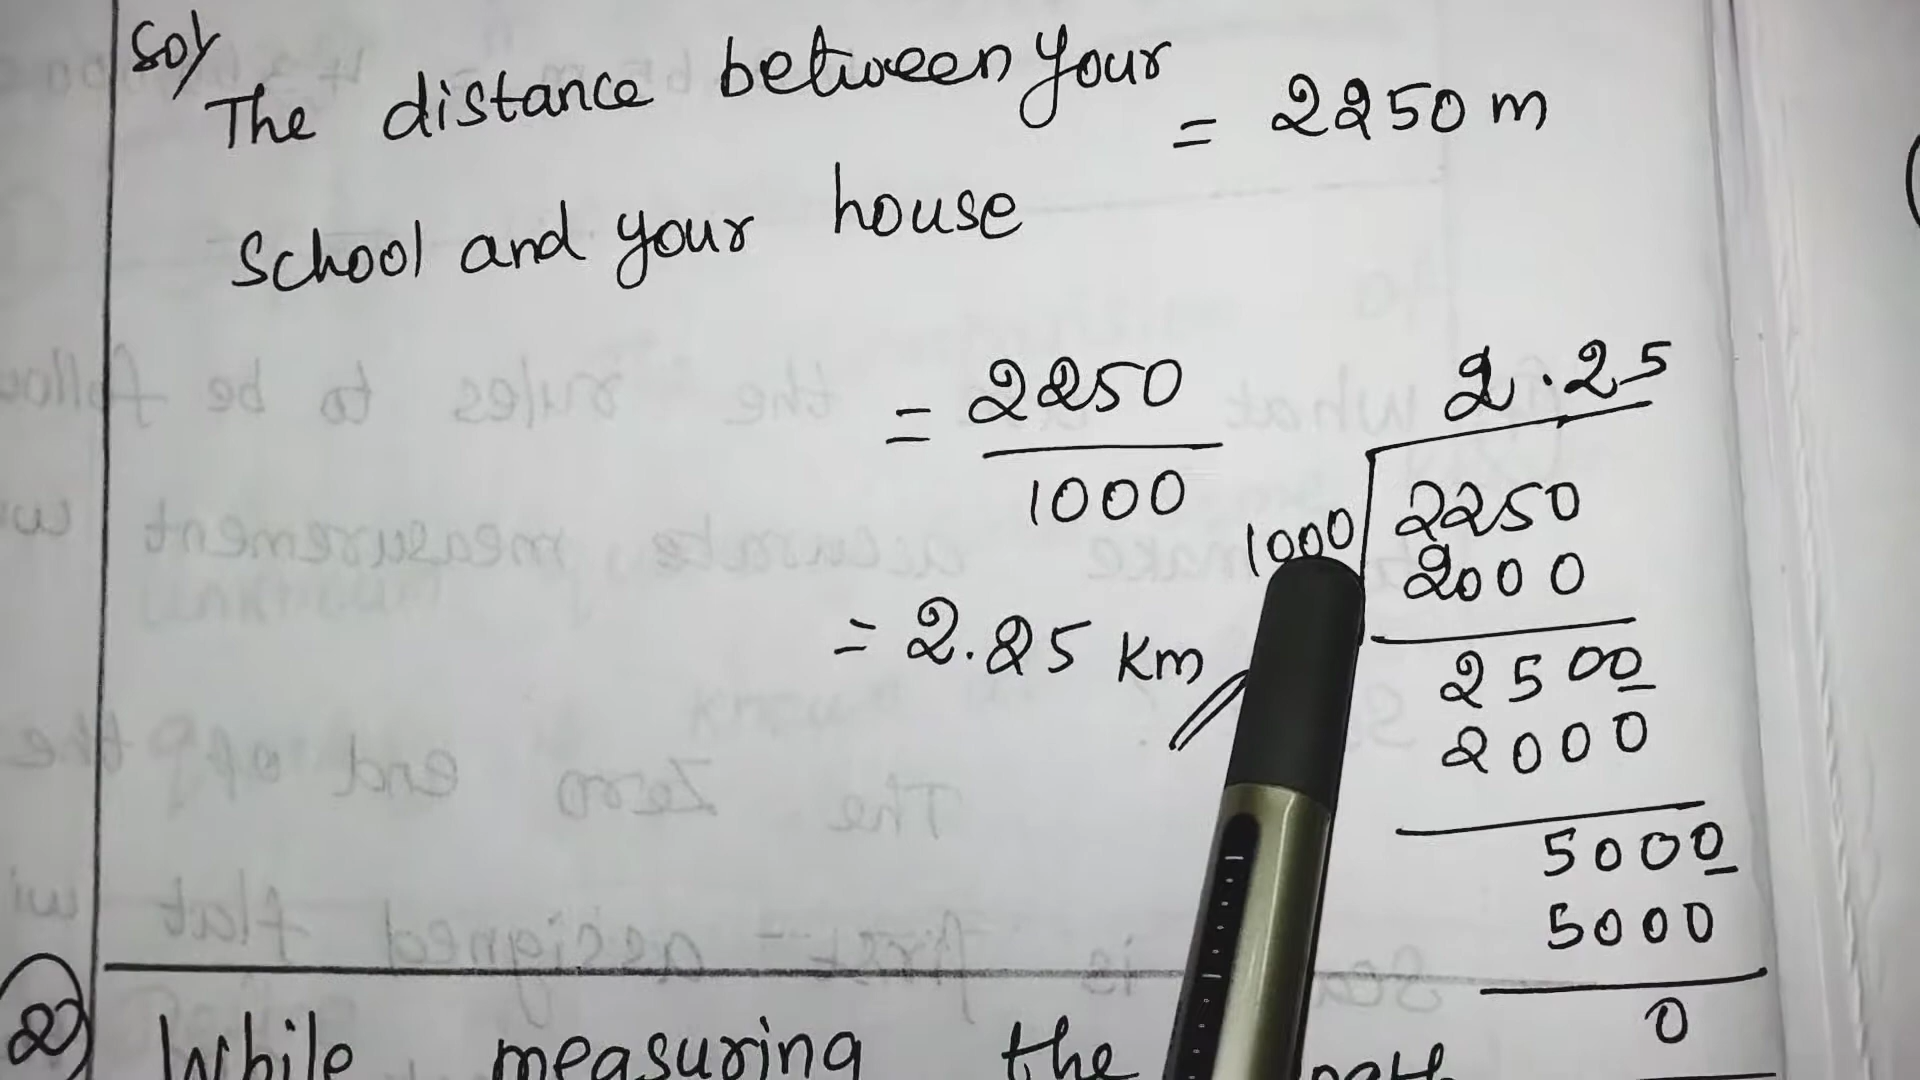 Sol
The distance between your = 2250 m
School and your house
= 2250
1000
= 2.25 Km
2.25
1000 2250
2000
2500
2000
5000
5000
0
2) While measuring the